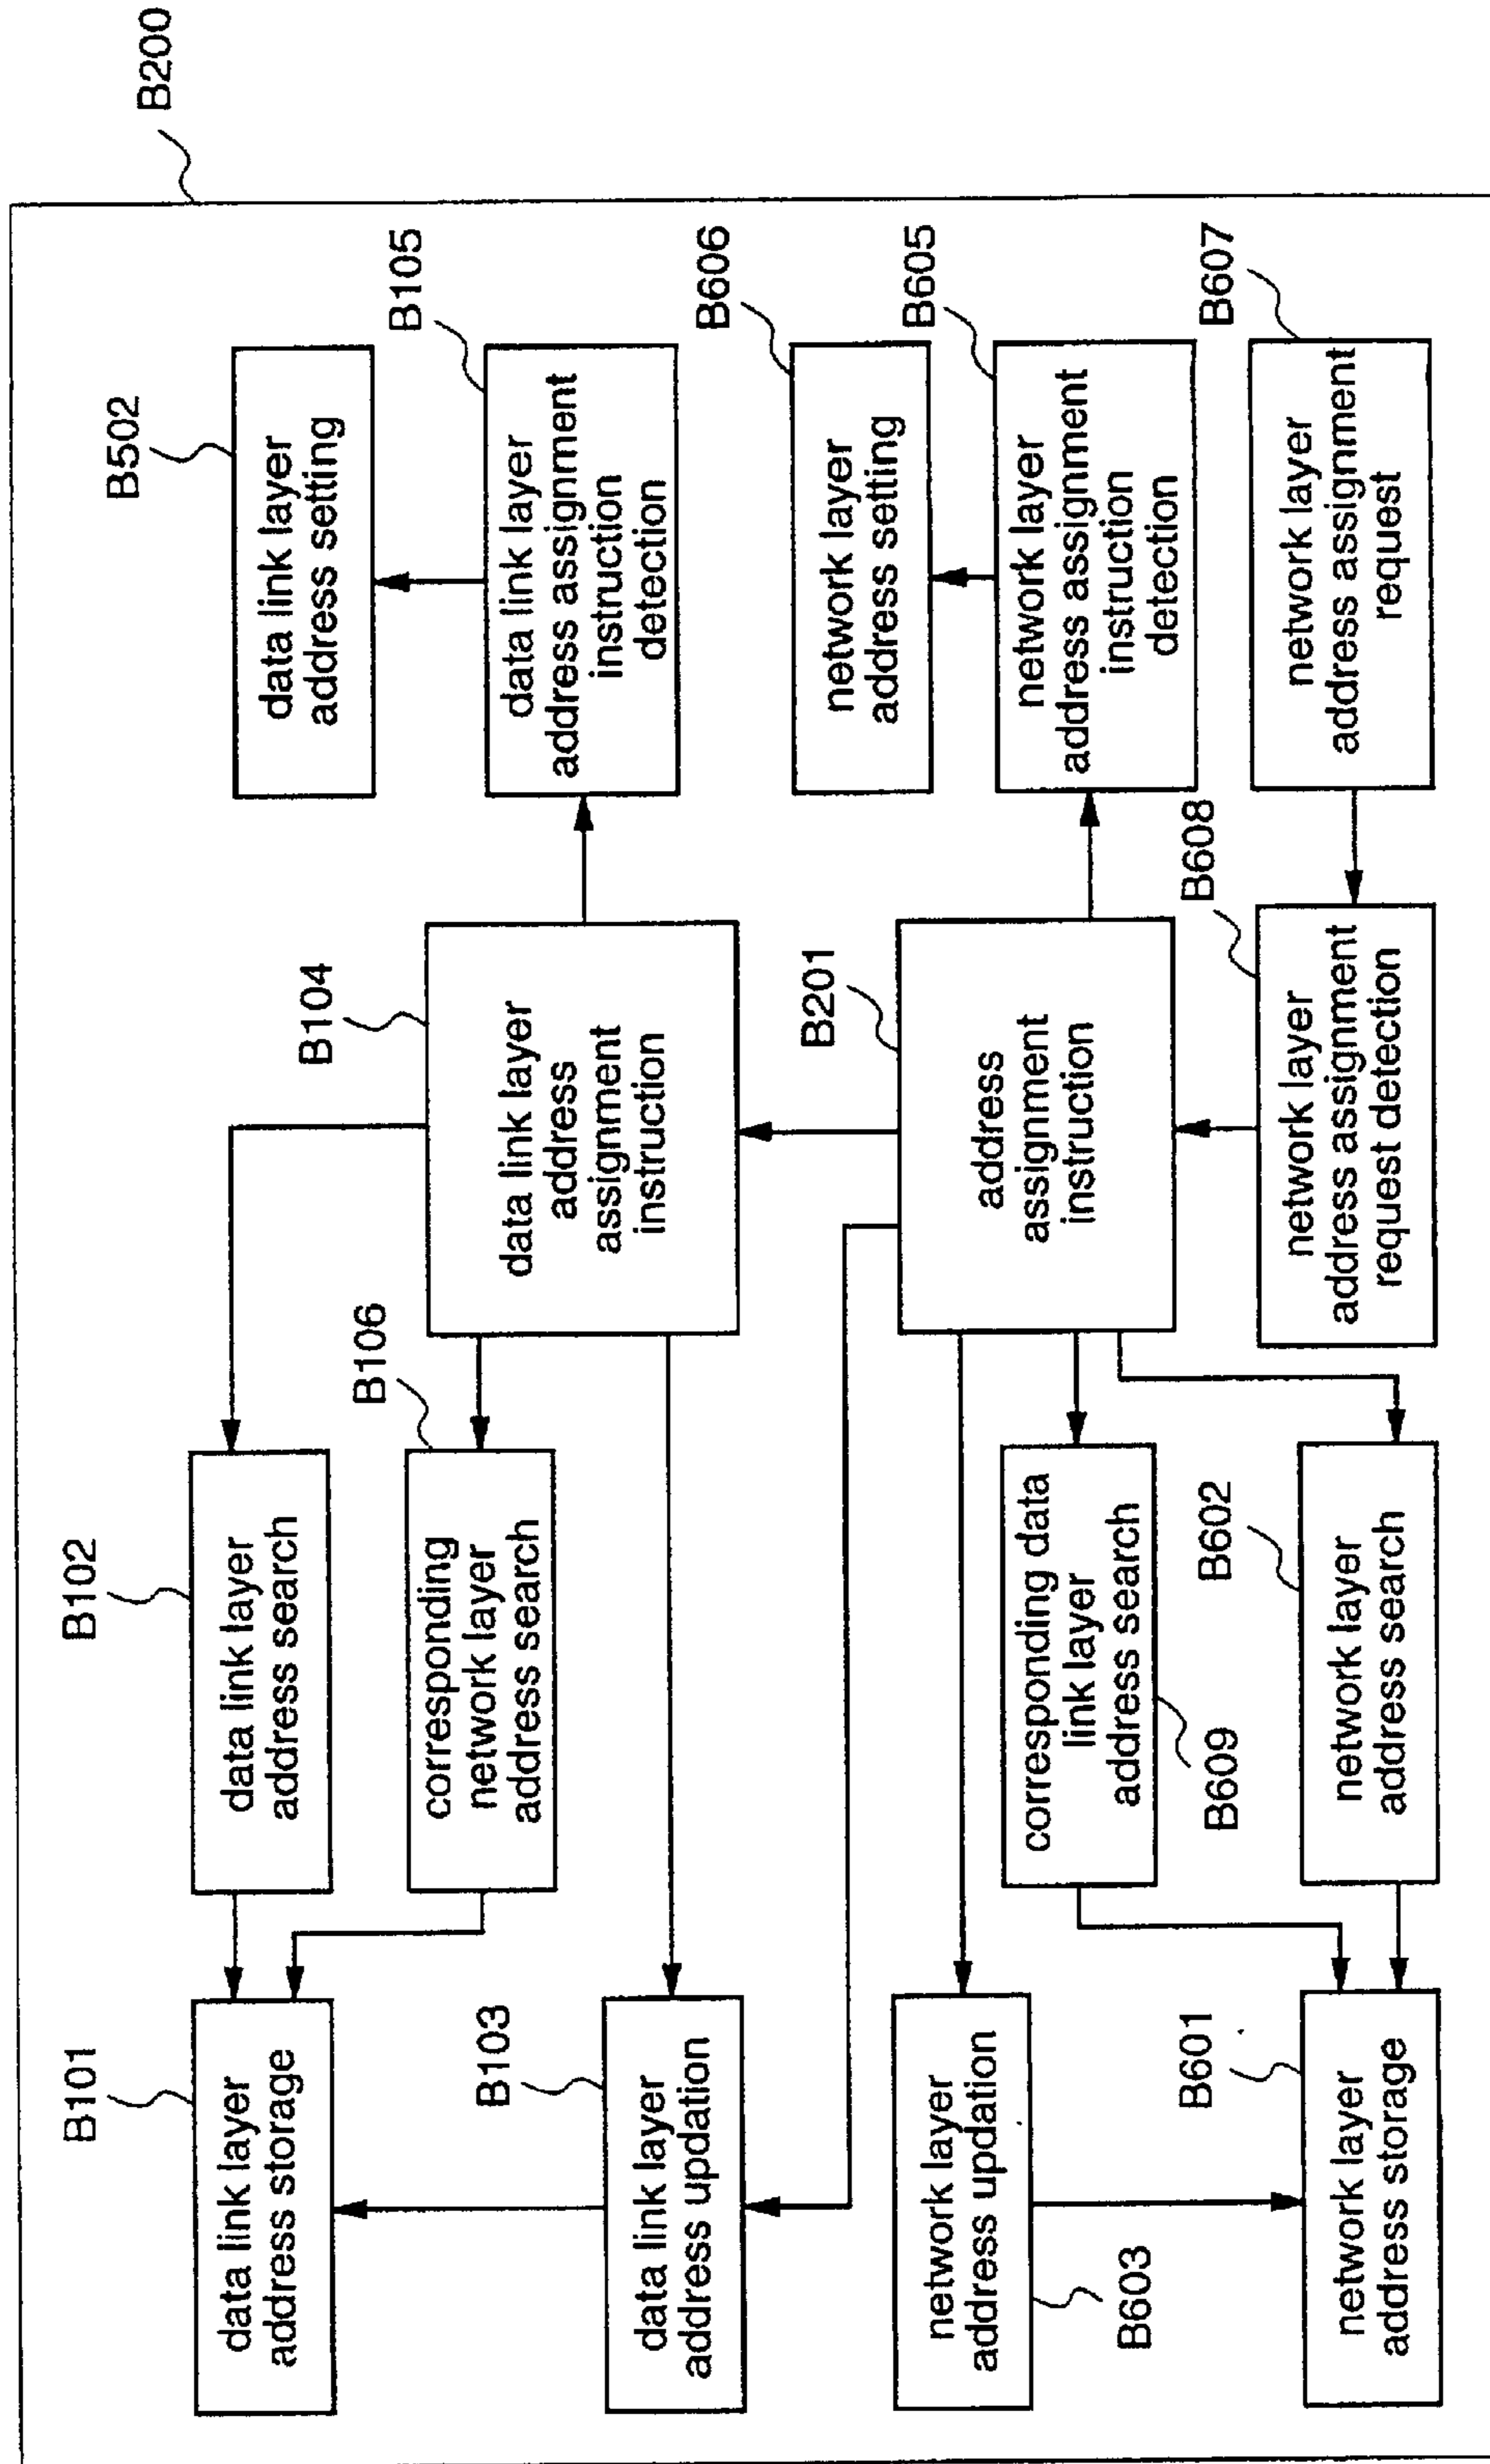 B200
B101
data link layer
address storage
B102
data link layer
address search
B502
data link layer
address setting
B106
corresponding
network layer
address search
B104
data link layer
address
assignment
instruction
B105
data link layer
address assignment
instruction
detection
B103
data link layer
address updation
B606
network layer
address setting
network layer
address updation
B603
corresponding data
link layer
address search
B609
B201
address
assignment
instruction
B605
network layer
address assignment
instruction
detection
B601
network layer
address storage
B602
network layer
address search
B608
network layer
address assignment
request detection
B607
network layer
address assignment
request